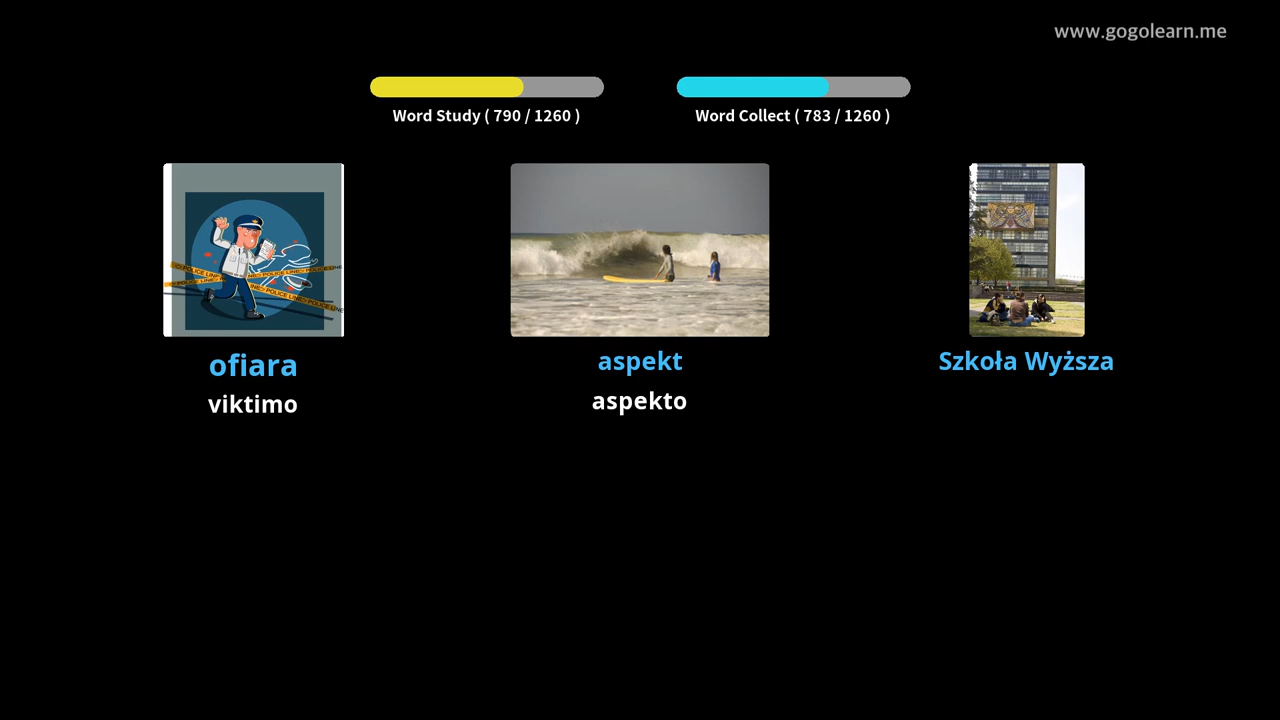 www.gogolearn.me
Word Study ( 790 / 1260 )
Word Collect ( 783 / 1260 )
ofiara
viktimo
aspekt
aspekto
Szkoła Wyższa